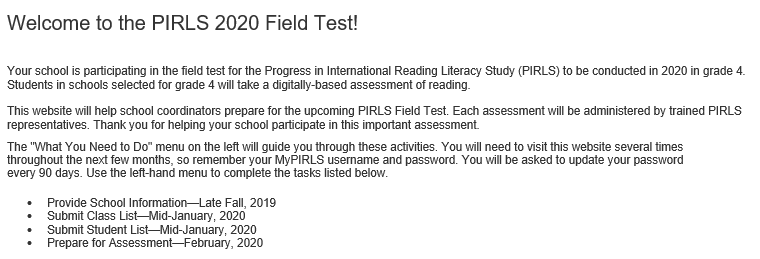 Welcome to the PIRLS 2020 Field Test!
Your school is participating in the field test for the Progress in International Reading Literacy Study (PIRLS) to be conducted in 2020 in grade 4.
Students in schools selected for grade 4 will take a digitally-based assessment of reading.
This website will help school coordinators prepare for the upcoming PIRLS Field Test. Each assessment will be administered by trained PIRLS
representatives. Thank you for helping your school participate in this important assessment.
The "What You Need to Do" menu on the left will guide you through these activities. You will need to visit this website several times
throughout the next few months, so remember your MyPIRLS username and password. You will be asked to update your password
every 90 days. Use the left-hand menu to complete the tasks listed below.
• Provide School Information—Late Fall, 2019
• Submit Class List—Mid-January, 2020
• Submit Student List—Mid-January, 2020
• Prepare for Assessment—February, 2020